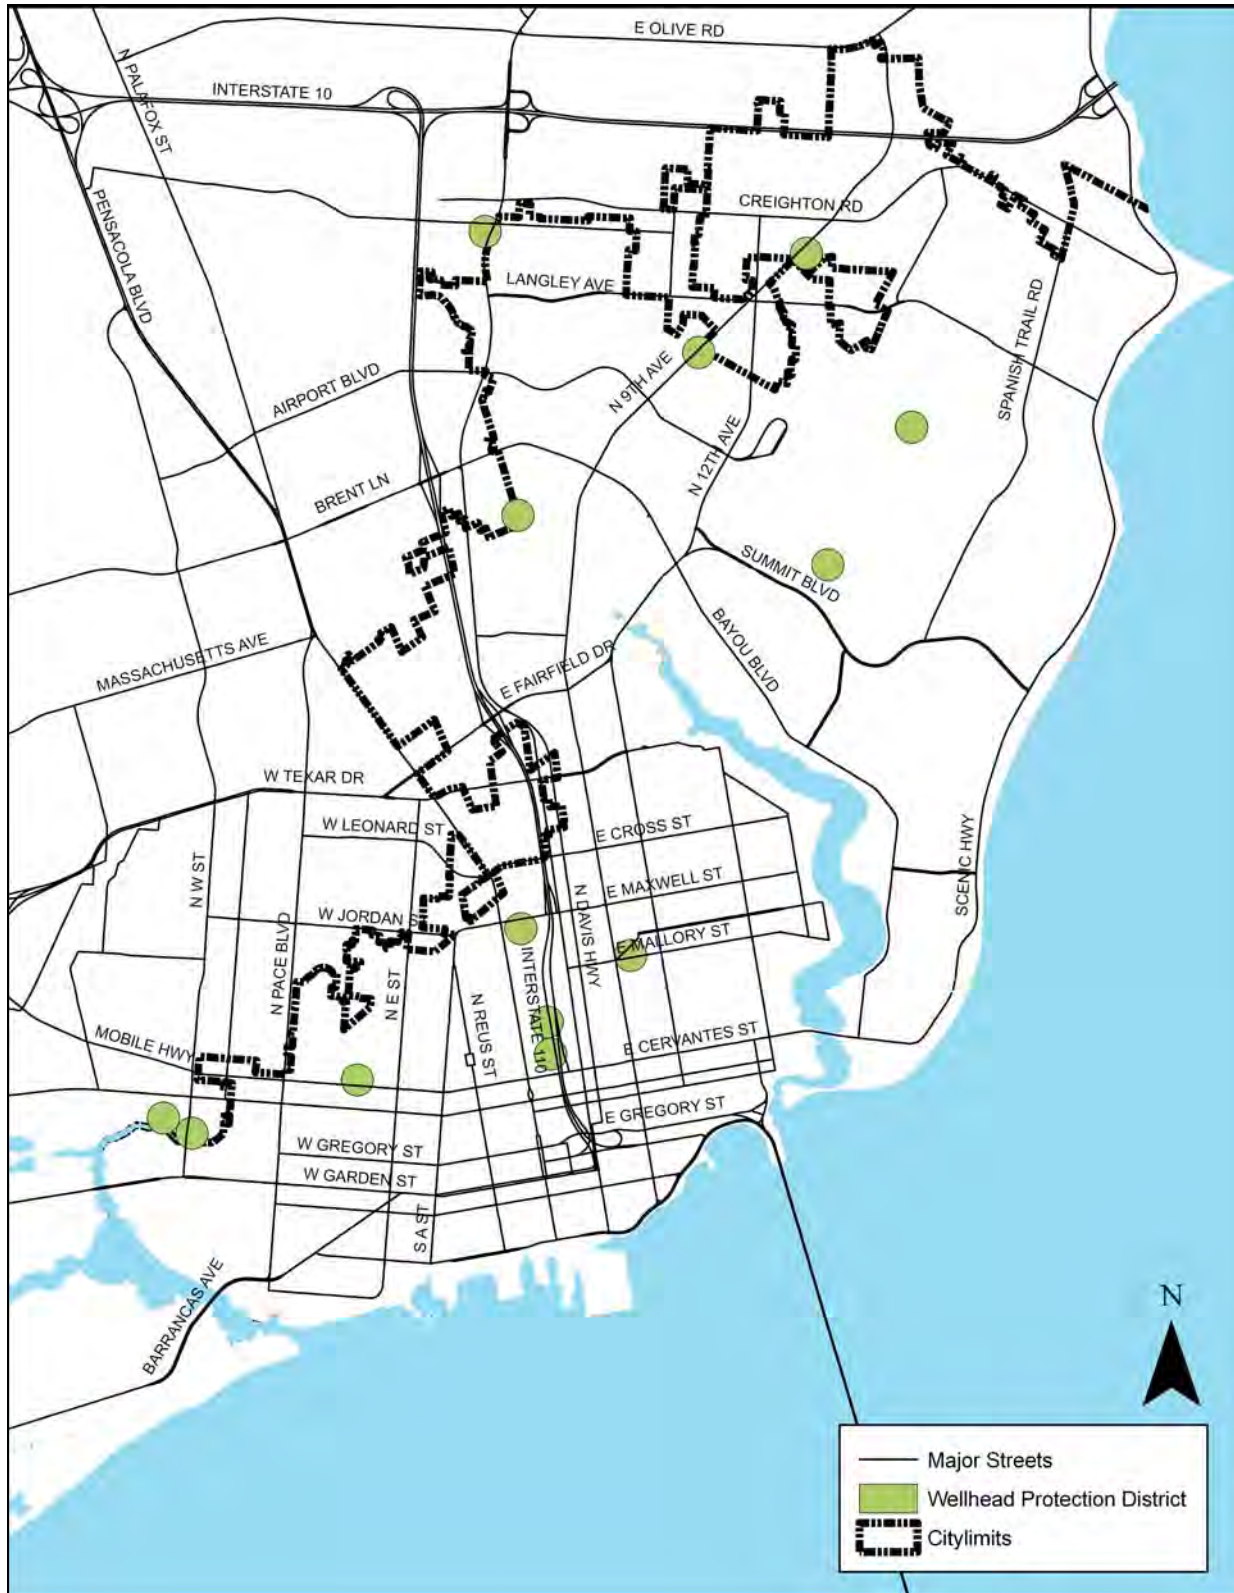 E OLIVE RD
N PALAFOX ST
INTERSTATE 10
PENSACOLA BLVD
CREIGHTON RD
LANGLEY AVE
SPANISH TRAIL RD
AIRPORT BLVD
N 9TH AVE
N 12TH AVE
BRENT LN
SUMMIT BLVD
BAYOU BLVD
MASSACHUSETTS AVE
E FAIRFIELD DR
W TEXAR DR
W LEONARD ST
E CROSS ST
SCENIC HWY
N W ST
E MAXWELL ST
N DAVIS HWY
W JORDAN S
N PACE BLVD
E MALLORY ST
N E ST
INTERSTATE 110
N REUS ST
MOBILE HWY
E CERVANTES ST
E GREGORY ST
W GREGORY ST
W GARDEN ST
S A ST
BARRANCAS AVE
N
Major Streets
Wellhead Protection District
Citylimits